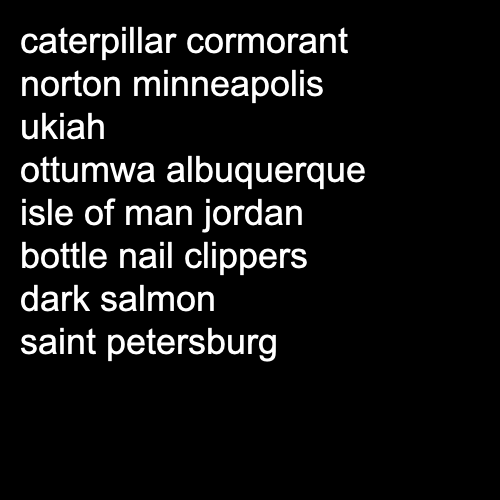 caterpillar cormorant
norton minneapolis
ukiah
ottumwa albuquerque
isle of man jordan
bottle nail clippers
dark salmon
saint petersburg